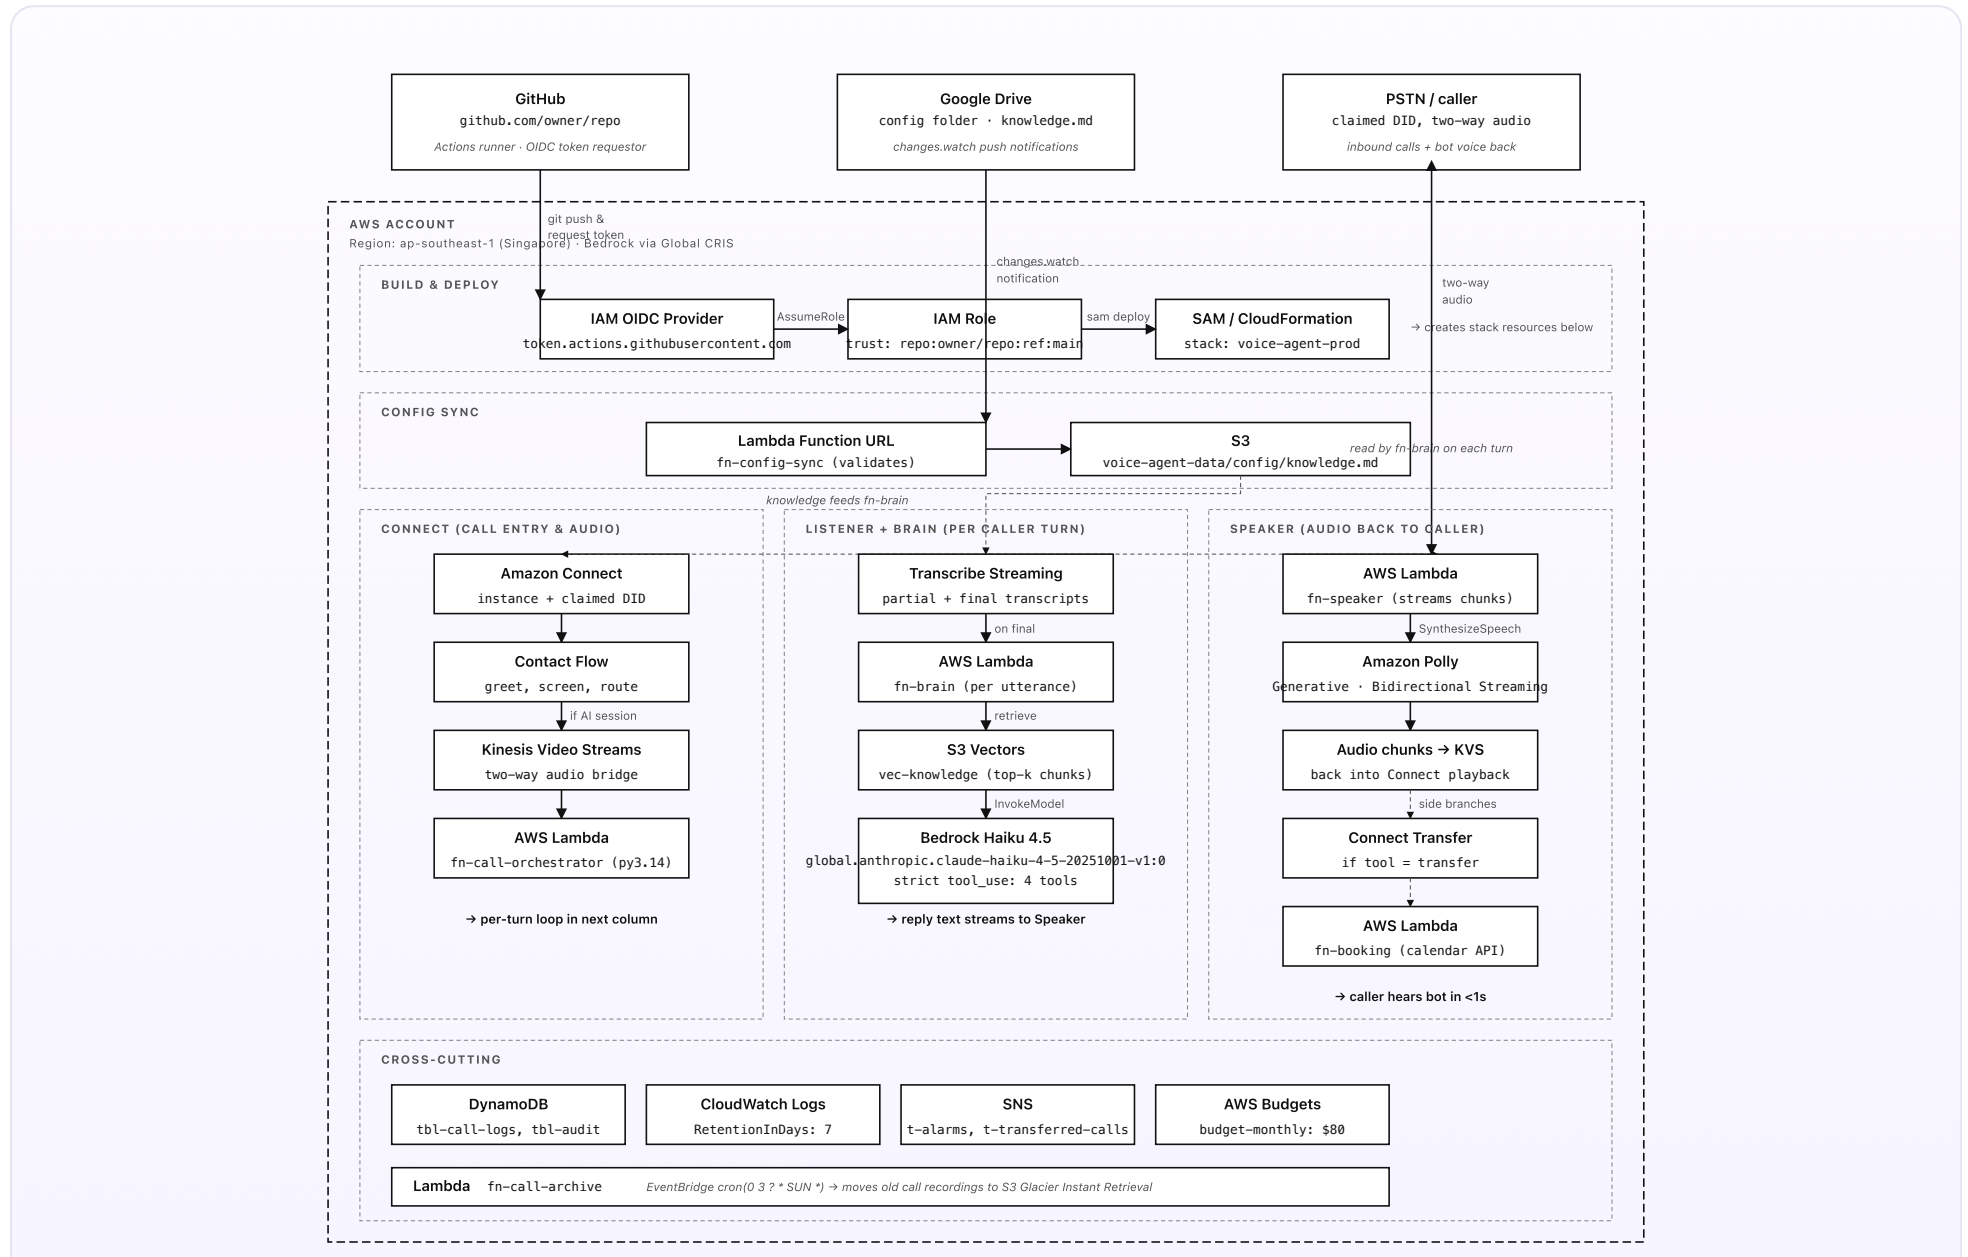 GitHub
github.com/owner/repo
Actions runner · OIDC token requestor
Google Drive
config folder · knowledge.md
changes.watch push notifications
PSTN / caller
claimed DID, two-way audio
inbound calls + bot voice back
AWS ACCOUNT
Region: ap-southeast-1 (Singapore) · Bedrock via Global CRIS
git push &
request token
changes.watch
notification
two-way
audio
BUILD & DEPLOY
IAM OIDC Provider
token.actions.githubusercontent.com
AssumeRole
IAM Role
trust: repo:owner/repo:ref:main
sam deploy
SAM / CloudFormation
stack: voice-agent-prod
→ creates stack resources below
CONFIG SYNC
Lambda Function URL
fn-config-sync (validates)
S3
voice-agent-data/config/knowledge.md
read by fn-brain on each turn
knowledge feeds fn-brain
CONNECT (CALL ENTRY & AUDIO)
Amazon Connect
instance + claimed DID
Contact Flow
greet, screen, route
if AI session
Kinesis Video Streams
two-way audio bridge
AWS Lambda
fn-call-orchestrator (py3.14)
→ per-turn loop in next column
LISTENER + BRAIN (PER CALLER TURN)
Transcribe Streaming
partial + final transcripts
on final
AWS Lambda
fn-brain (per utterance)
retrieve
S3 Vectors
vec-knowledge (top-k chunks)
InvokeModel
Bedrock Haiku 4.5
global.anthropic.claude-haiku-4-5-20251001-v1:0
strict tool_use: 4 tools
→ reply text streams to Speaker
SPEAKER (AUDIO BACK TO CALLER)
AWS Lambda
fn-speaker (streams chunks)
SynthesizeSpeech
Amazon Polly
Generative · Bidirectional Streaming
Audio chunks → KVS
back into Connect playback
side branches
Connect Transfer
if tool = transfer
AWS Lambda
fn-booking (calendar API)
→ caller hears bot in <1s
CROSS-CUTTING
DynamoDB
tbl-call-logs, tbl-audit
CloudWatch Logs
RetentionInDays: 7
SNS
t-alarms, t-transferred-calls
AWS Budgets
budget-monthly: $80
Lambda fn-call-archive EventBridge cron(0 3 ? * SUN *) → moves old call recordings to S3 Glacier Instant Retrieval